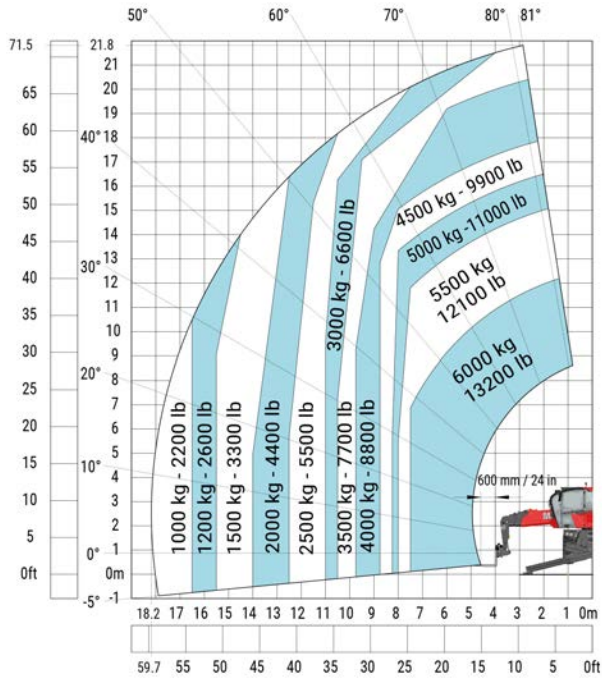 50° 60° 70° 80° 81°
71.5 21.8
21
65 20
19
60 40° 18
55 17
16
50 15
45 14
13
40 30° 12
35 11
10
30 9
20° 8
25 7
20 6
5
15 10° 4
10 3
2
5 0° 1
0ft 0m
-5° -1
4500 kg - 9900 lb
5000 kg -11000 lb
5500 kg
12100 lb
6000 kg
13200 lb
600 mm / 24 in
1000 kg - 2200 lb
1200 kg - 2600 lb
1500 kg - 3300 lb
2000 kg - 4400 lb
2500 kg - 5500 lb
3000 kg - 6600 lb
3500 kg - 7700 lb
4000 kg - 8800 lb
18.2 17 16 15 14 13 12 11 10 9 8 7 6 5 4 3 2 1 0m
59.7 55 50 45 40 35 30 25 20 15 10 5 0ft